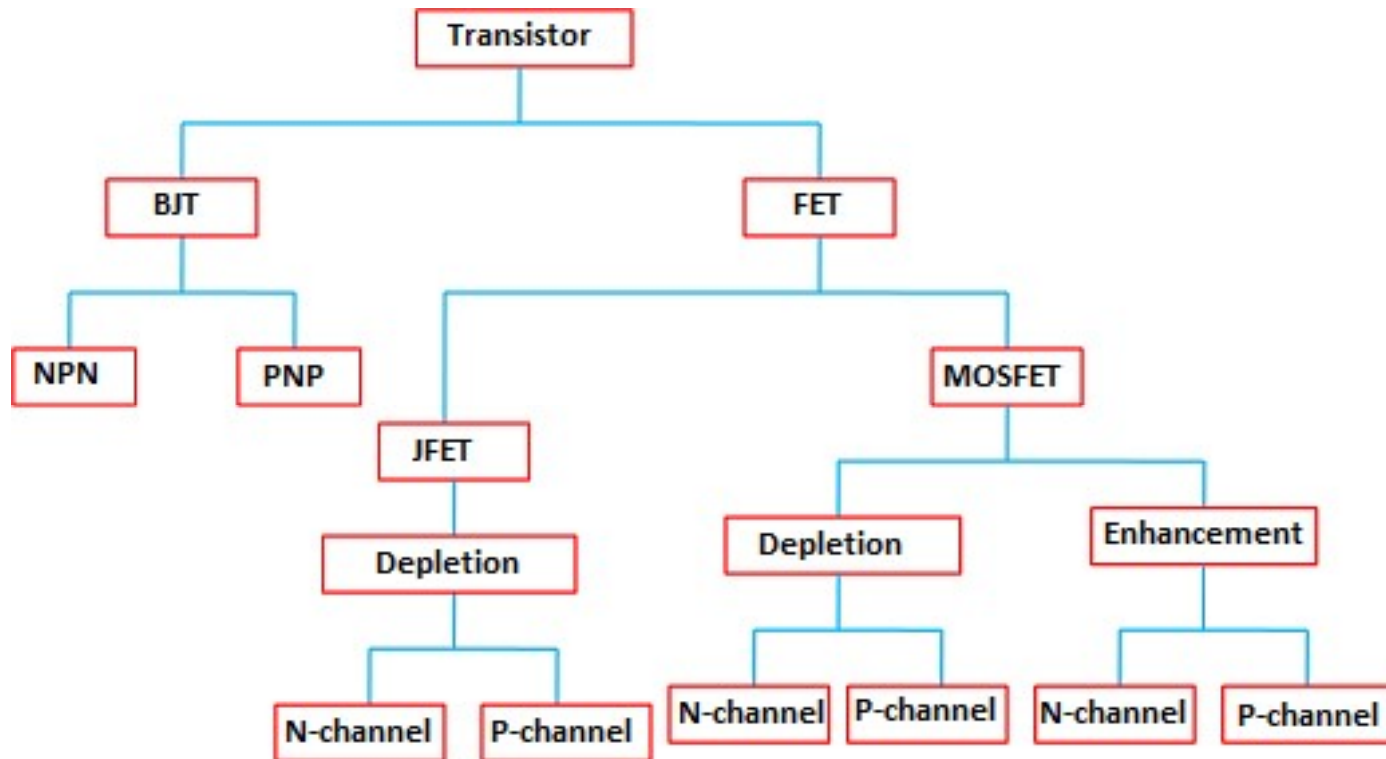 Transistor
BJT
FET
NPN
PNP
MOSFET
JFET
Depletion
Depletion
Enhancement
N-channel
P-channel
N-channel
P-channel
N-channel
P-channel